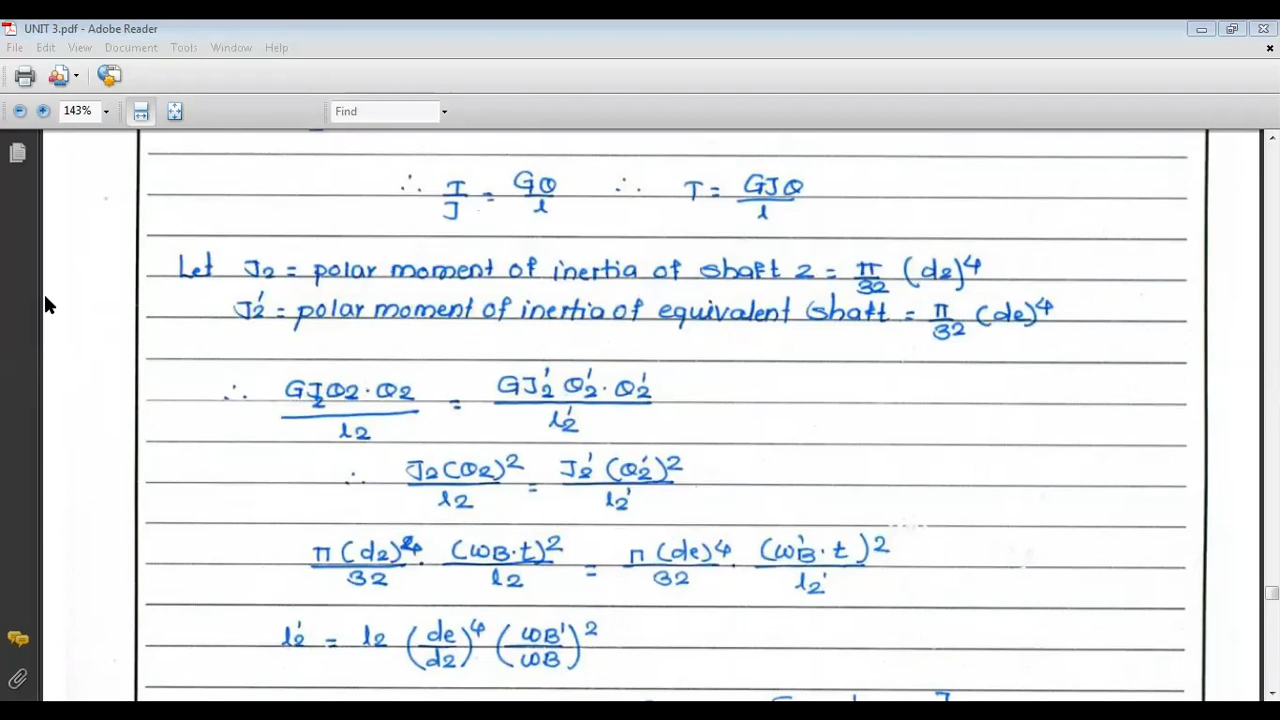 UNIT 3.pdf - Adobe Reader
File Edit View Document Tools Window Help
143% Find
∴ T/J = Gθ/l ∴ T = GJθ/l
Let J2 = polar moment of inertia of shaft 2 = π/32 (d2)^4
J2' = polar moment of inertia of equivalent shaft = π/32 (de)^4
∴ GJ2θ2·θ2/l2 = GJ2'θ2'·θ2'/l2'
∴ J2(θ2)^2/l2 = J2'(θ2')^2/l2'
π(d2)^4/32 · (ωB·t)^2/l2 = π(de)^4/32 · (ωB'·t)^2/l2'
l2' = l2 (de/d2)^4 (ωB'/ωB)^2